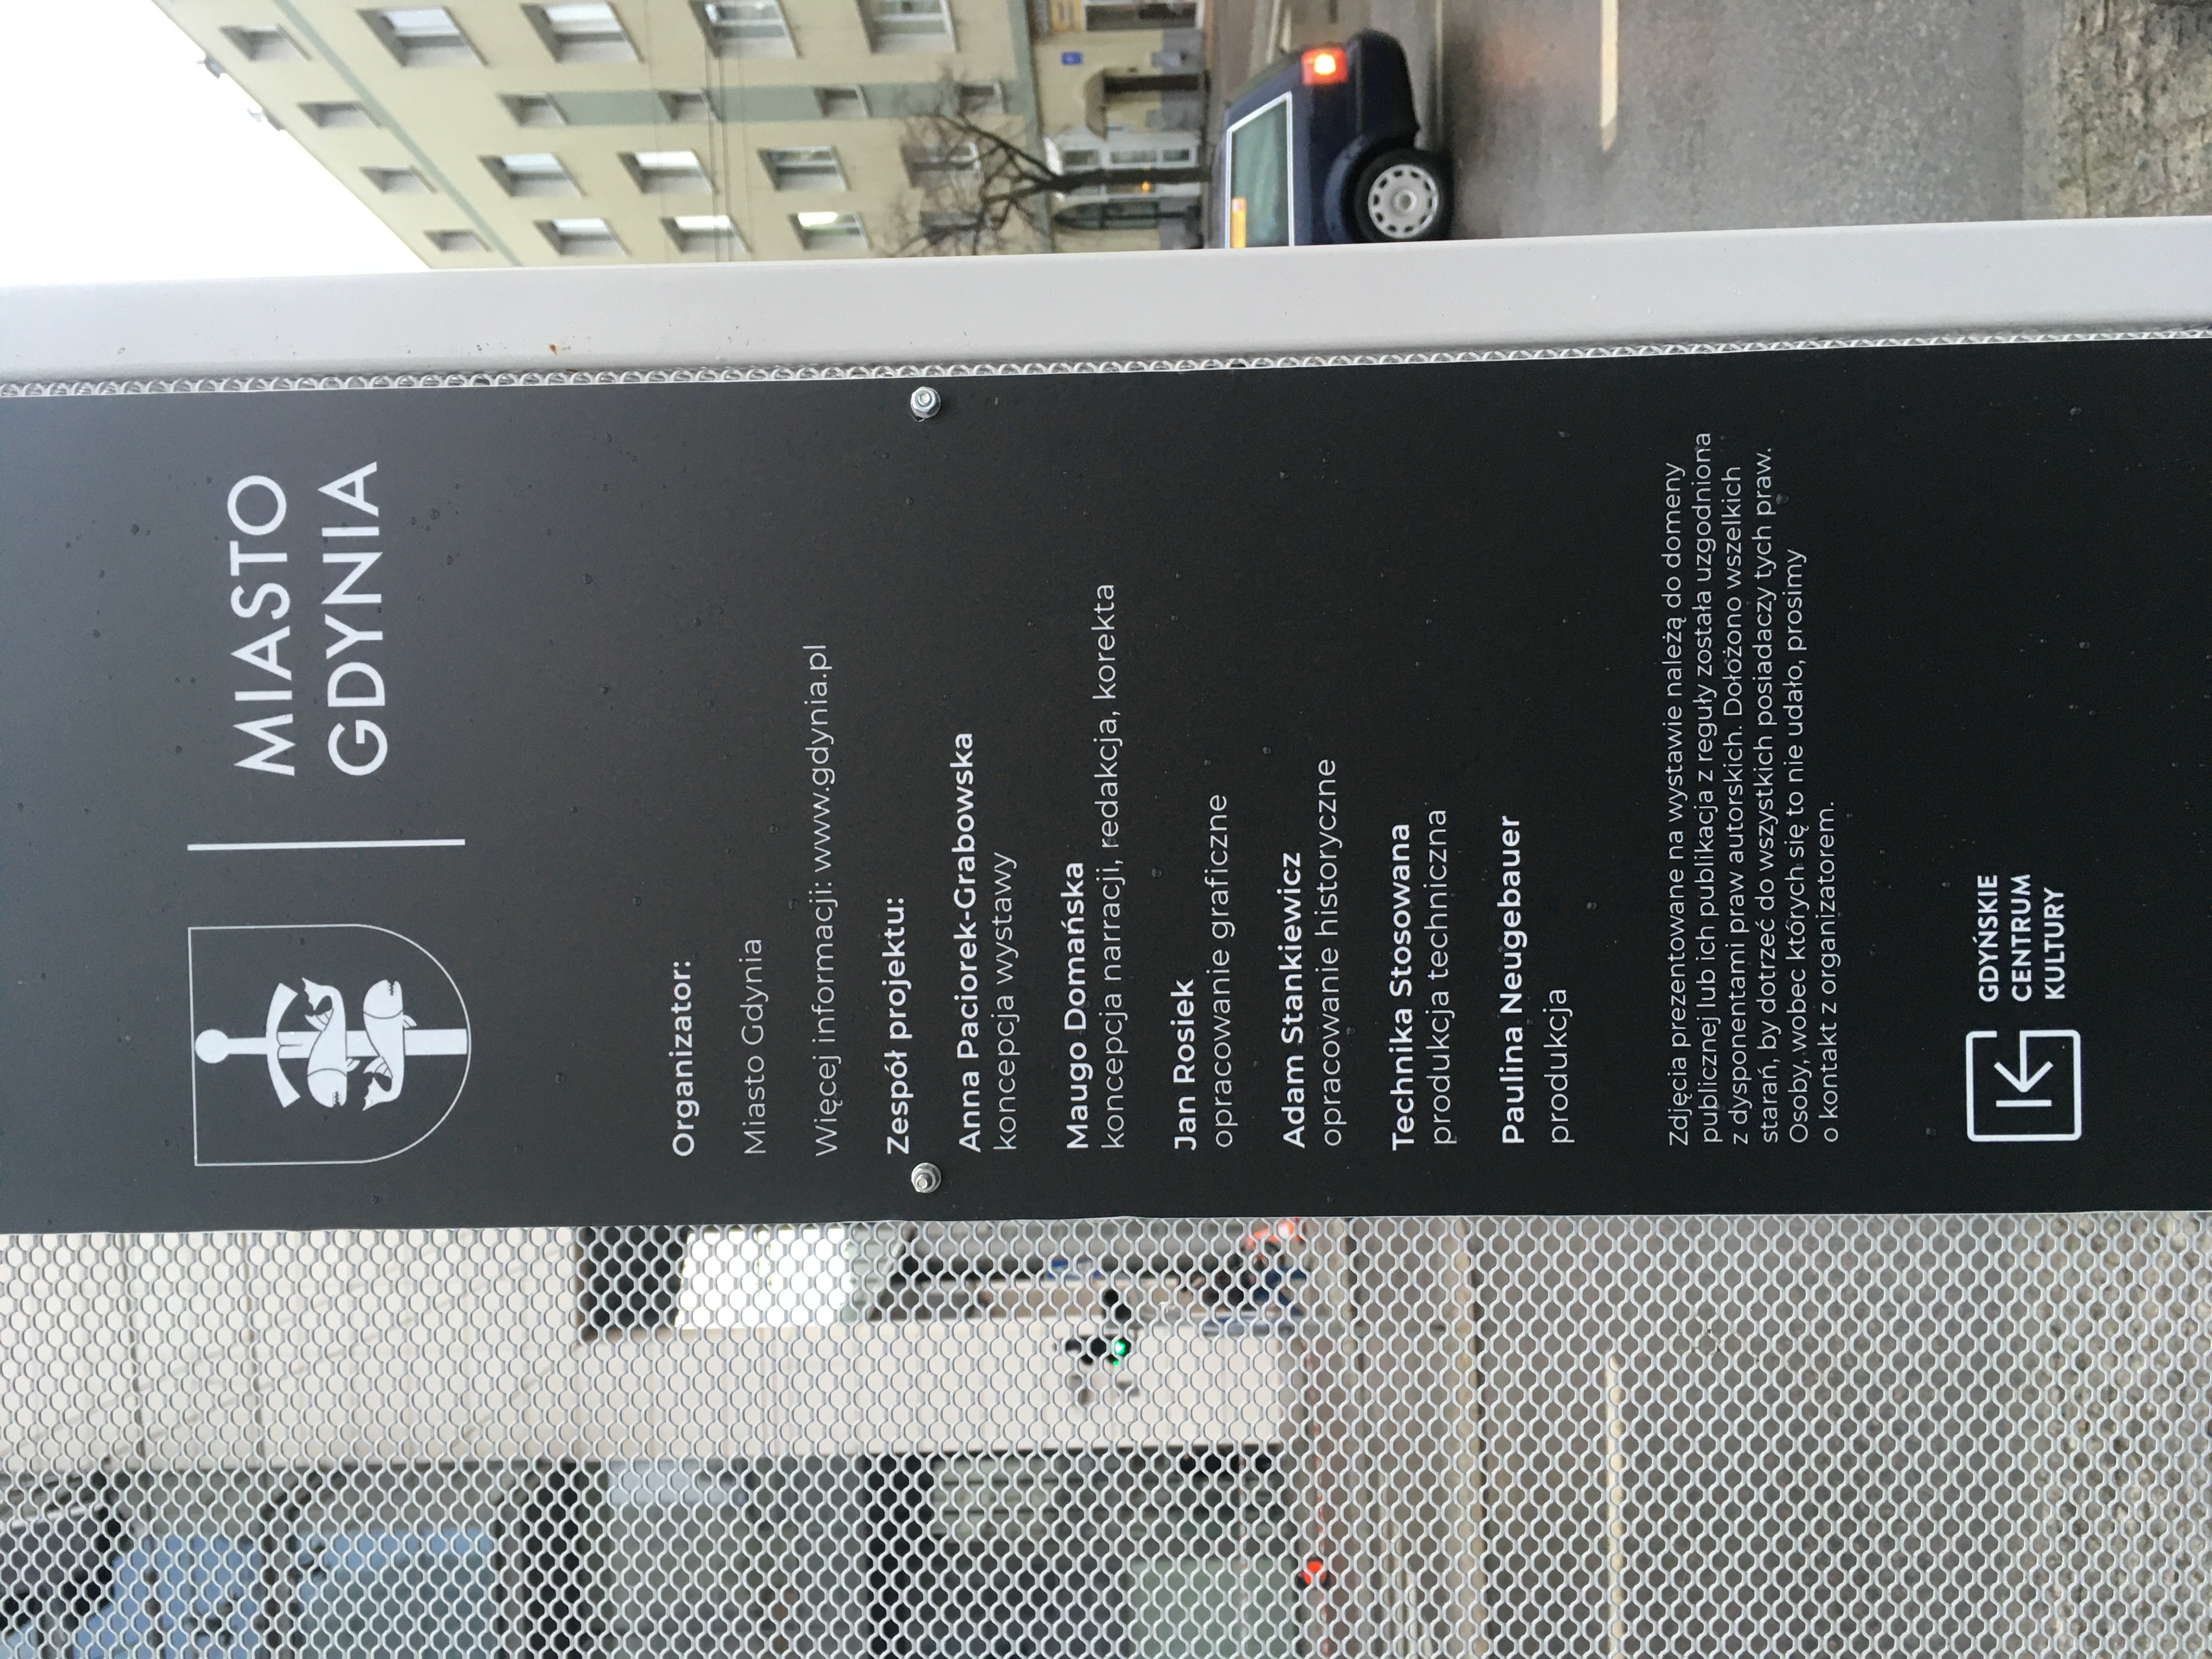 MIASTO
GDYNIA
Organizator:
Miasto Gdynia
Więcej informacji: www.gdynia.pl
Zespół projektu:
Anna Paciorek-Grabowska
koncepcja wystawy
Maugo Domańska
koncepcja narracji, redakcja, korekta
Jan Rosiek
opracowanie graficzne
Adam Stankiewicz
opracowanie historyczne
Technika Stosowana
produkcja techniczna
Paulina Neugebauer
produkcja
Zdjęcia prezentowane na wystawie należą do domeny
publicznej lub ich publikacja z reguły została uzgodniona
z dysponentami praw autorskich. Dołożono wszelkich
starań, by dotrzeć do wszystkich posiadaczy tych praw.
Osoby, wobec których się to nie udało, prosimy
o kontakt z organizatorem.
GDYŃSKIE
CENTRUM
KULTURY